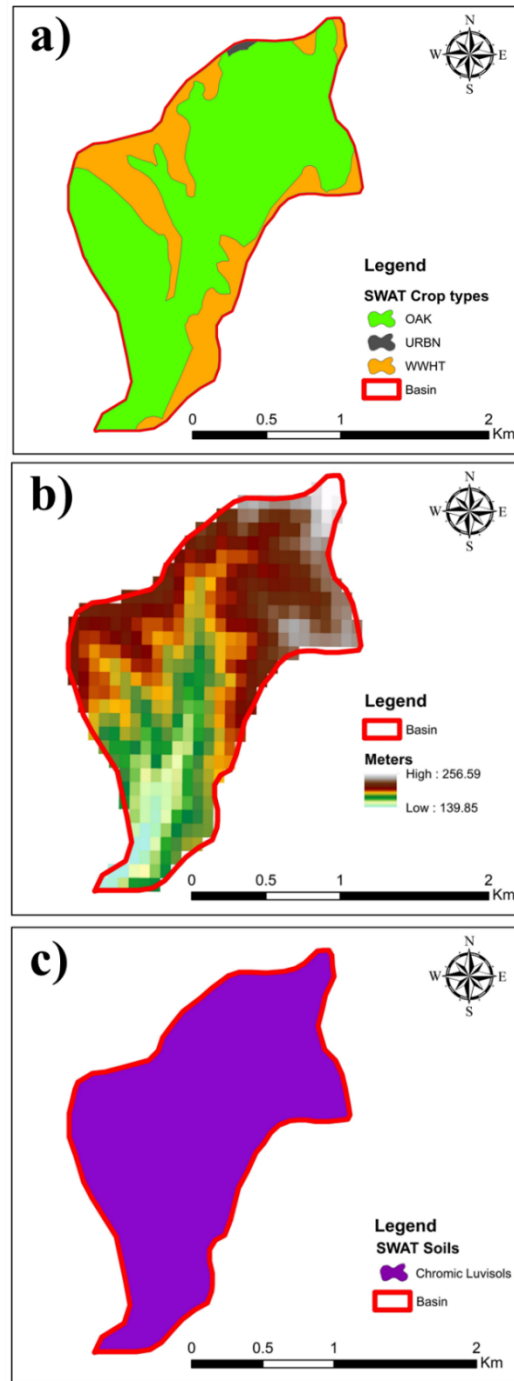 a)
N
W E
S
Legend
SWAT Crop types
OAK
URBN
WWHT
Basin
0 0.5 1 2
Km
b)
N
W E
S
Legend
Basin
Meters
High : 256.59
Low : 139.85
0 0.5 1 2
Km
c)
N
W E
S
Legend
SWAT Soils
Chromic Luvisols
Basin
0 0.5 1 2
Km